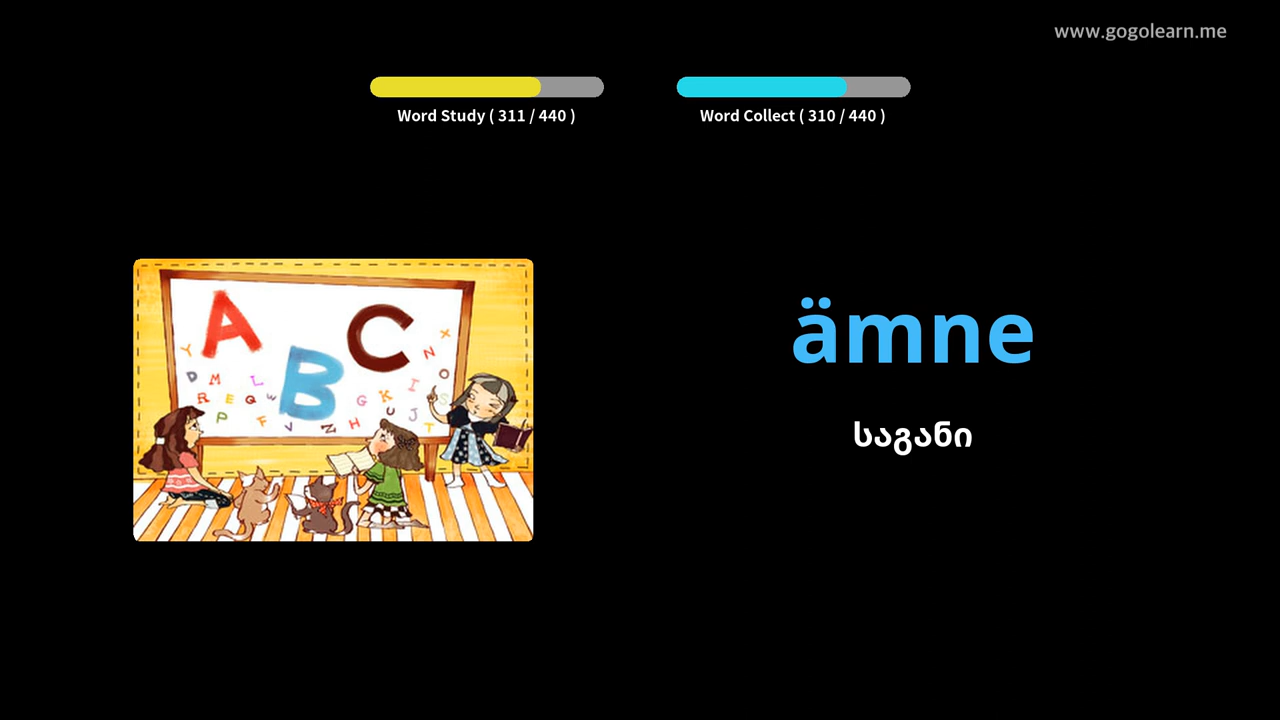 www.gogolearn.me
Word Study ( 311 / 440 )
Word Collect ( 310 / 440 )
A
B
C
Y
X
N
D M L
O
R E Q W
G K I S
P F V Z H U J T
ämne
საგანი